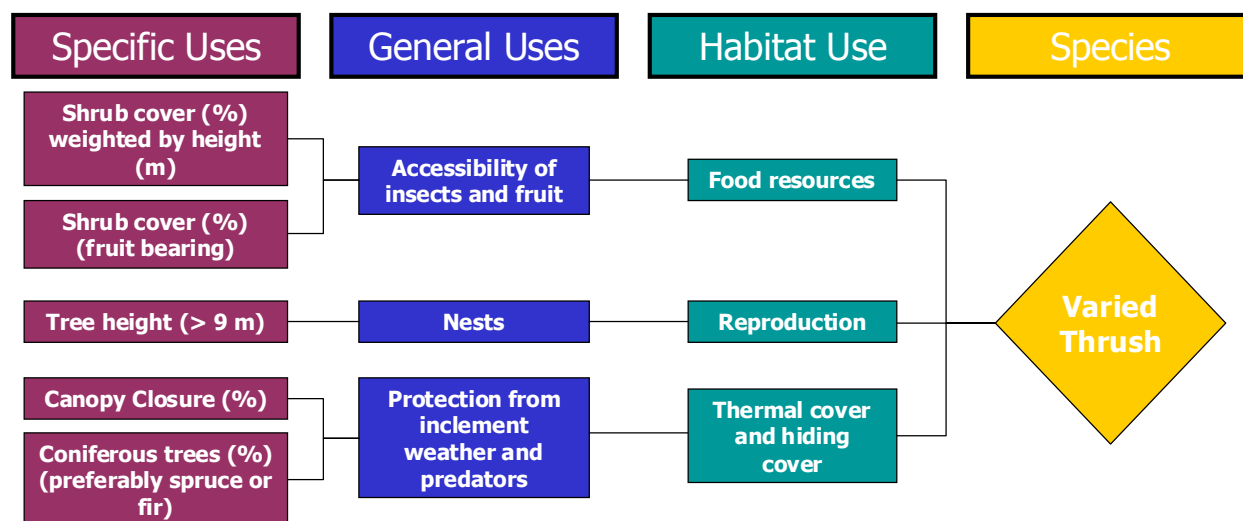 Specific Uses
General Uses
Habitat Use
Species
Shrub cover (%)
weighted by height
(m)
Shrub cover (%)
(fruit bearing)
Accessibility of
insects and fruit
Food resources
Tree height (> 9 m)
Nests
Reproduction
Varied
Thrush
Canopy Closure (%)
Coniferous trees (%)
(preferably spruce or
fir)
Protection from
inclement
weather and
predators
Thermal cover
and hiding
cover